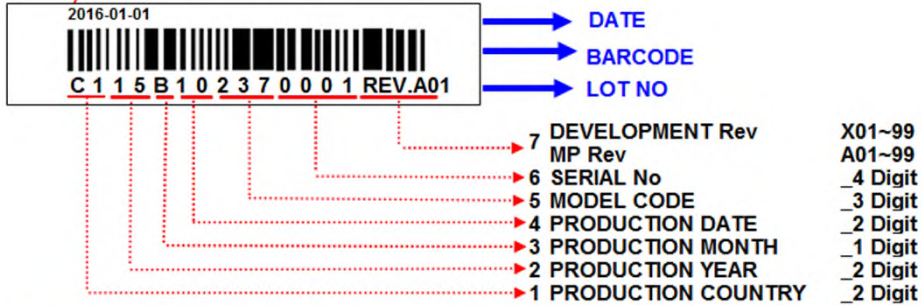 2016-01-01
C 1 1 5 B 1 0 2 3 7 0 0 0 1 REV.A01
DATE
BARCODE
LOT NO
7 DEVELOPMENT Rev X01~99
MP Rev A01~99
6 SERIAL No _4 Digit
5 MODEL CODE _3 Digit
4 PRODUCTION DATE _2 Digit
3 PRODUCTION MONTH _1 Digit
2 PRODUCTION YEAR _2 Digit
1 PRODUCTION COUNTRY _2 Digit